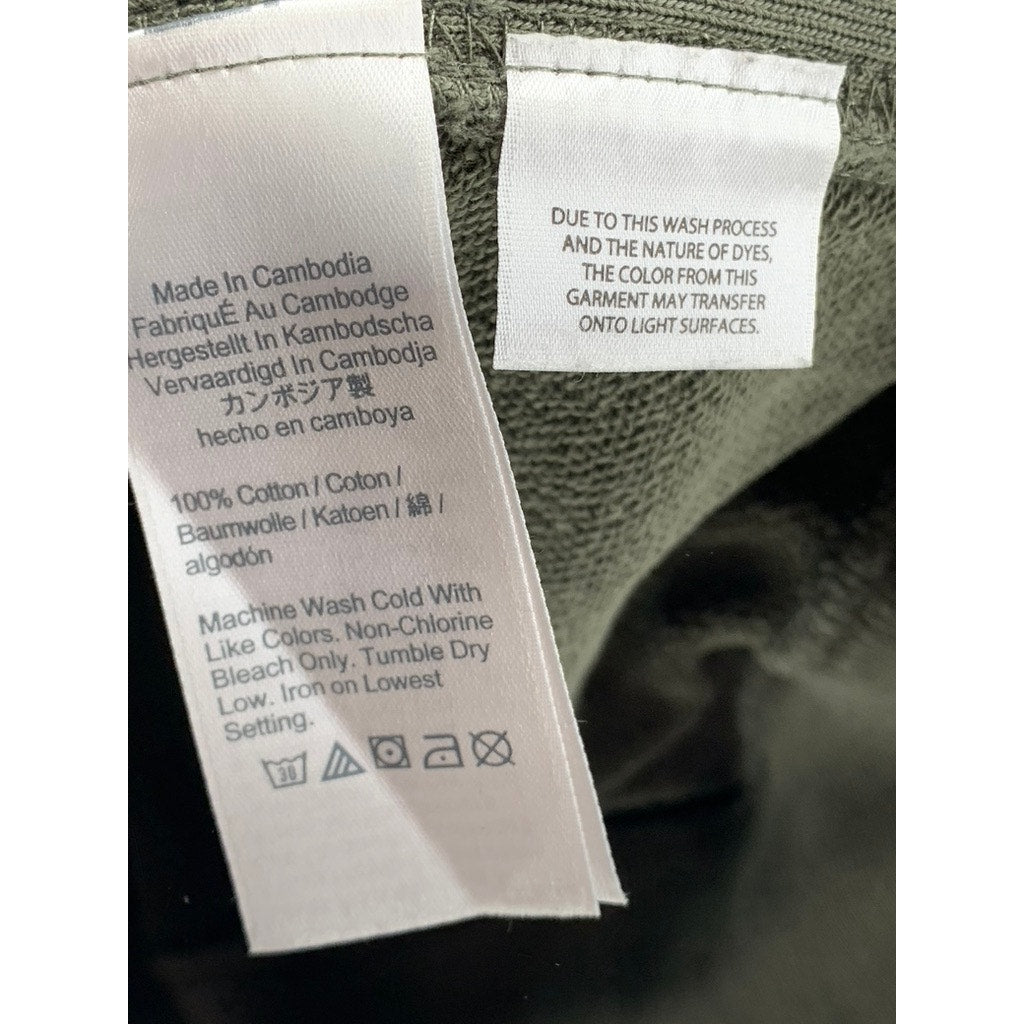 Made In Cambodia
FabriquÉ Au Cambodge
Hergestellt In Kambodscha
Vervaardigd In Cambodja
カンボジア製
hecho en camboya
100% Cotton / Coton /
Baumwolle / Katoen / 綿 /
algodón
Machine Wash Cold With
Like Colors. Non-Chlorine
Bleach Only. Tumble Dry
Low. Iron on Lowest
Setting.
30
DUE TO THIS WASH PROCESS
AND THE NATURE OF DYES,
THE COLOR FROM THIS
GARMENT MAY TRANSFER
ONTO LIGHT SURFACES.